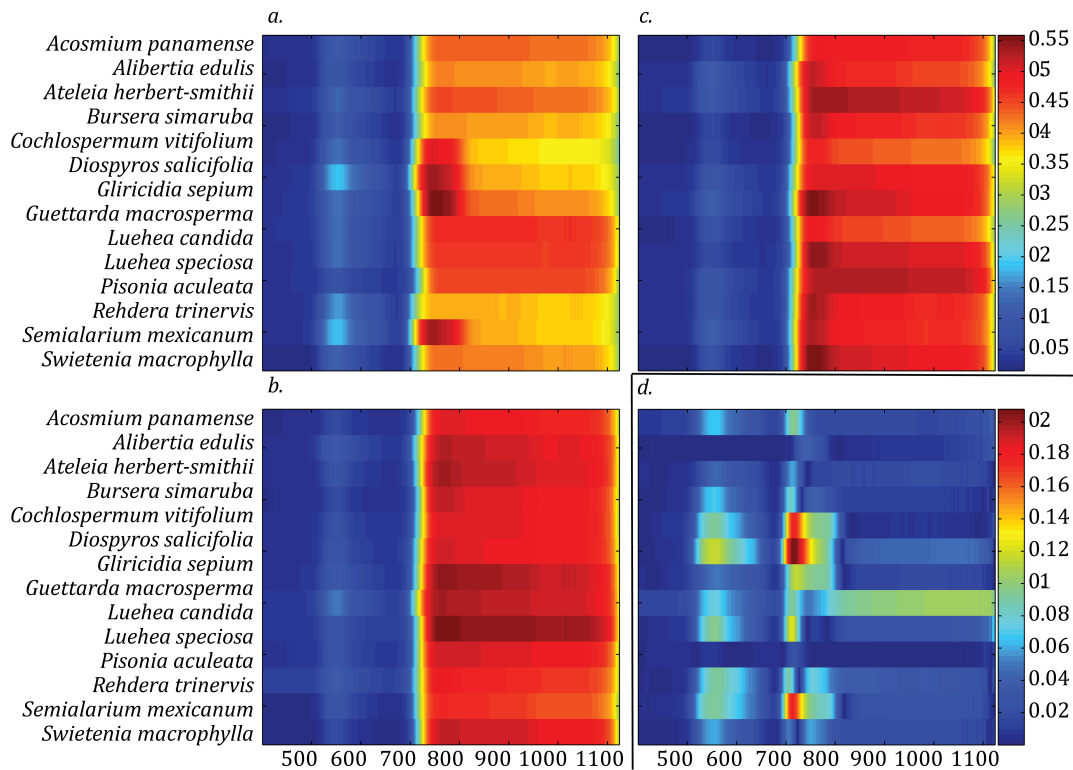 a.
c.
Acosmium panamense
Alibertia edulis
Ateleia herbert-smithii
Bursera simaruba
Cochlospermum vitifolium
Diospyros salicifolia
Gliricidia sepium
Guettarda macrosperma
Luehea candida
Luehea speciosa
Pisonia aculeata
Rehdera trinervis
Semialarium mexicanum
Swietenia macrophylla
0.55
05
0.45
04
0.35
03
0.25
02
0.15
01
0.05
b.
d.
Acosmium panamense
Alibertia edulis
Ateleia herbert-smithii
Bursera simaruba
Cochlospermum vitifolium
Diospyros salicifolia
Gliricidia sepium
Guettarda macrosperma
Luehea candida
Luehea speciosa
Pisonia aculeata
Rehdera trinervis
Semialarium mexicanum
Swietenia macrophylla
02
0.18
0.16
0.14
0.12
01
0.08
0.06
0.04
0.02
500 600 700 800 900 1000 1100
500 600 700 800 900 1000 1100